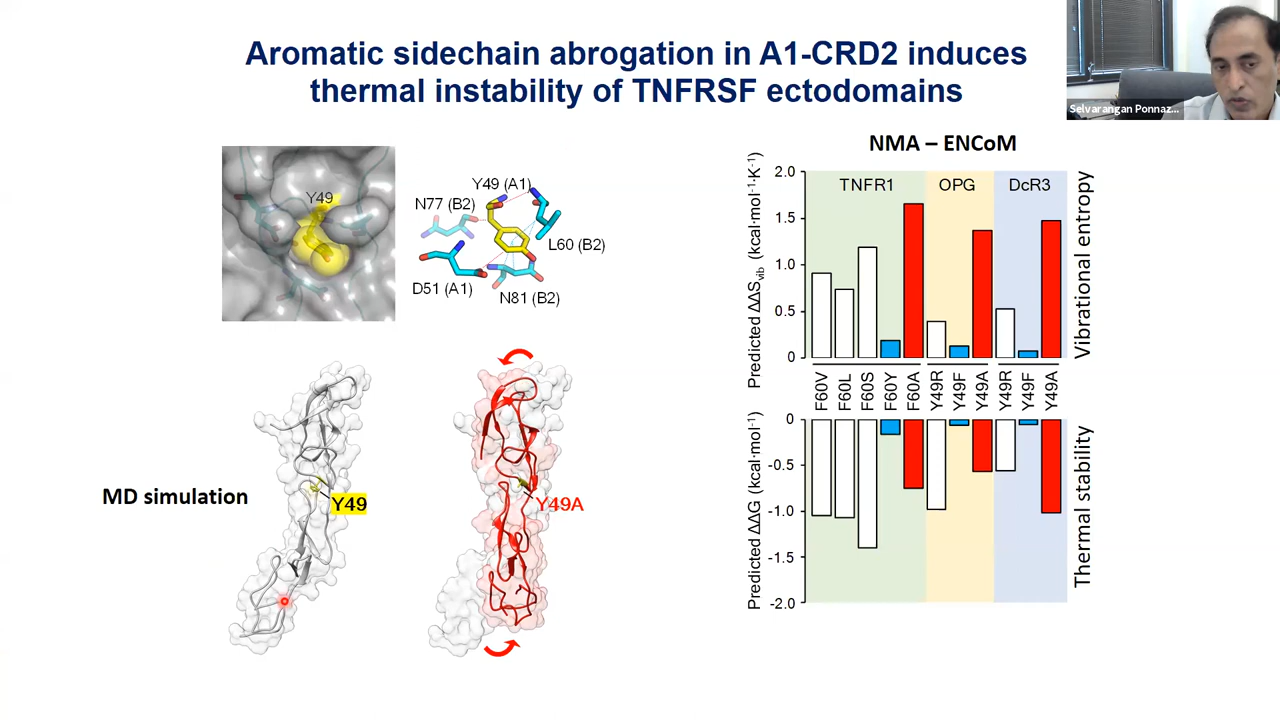 Aromatic sidechain abrogation in A1-CRD2 induces
thermal instability of TNFRSF ectodomains
Selvarangan Ponnaz...
Y49
Y49 (A1)
N77 (B2)
L60 (B2)
D51 (A1)
N81 (B2)
MD simulation
Y49
Y49A
NMA – ENCoM
Predicted ΔΔSvib (kcal·mol-1·K-1)
2.0
1.5
1.0
0.5
0
TNFR1
OPG
DcR3
Vibrational entropy
F60V
F60L
F60S
F60Y
F60A
Y49R
Y49F
Y49A
Y49R
Y49F
Y49A
Predicted ΔΔG (kcal·mol-1)
0
-0.5
-1.0
-1.5
-2.0
Thermal stability